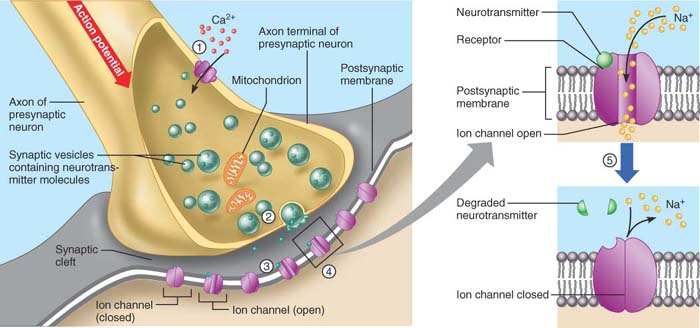 Action potential
Ca2+
1
Axon terminal of
presynaptic neuron
Mitochondrion
Postsynaptic
membrane
Axon of
presynaptic
neuron
Synaptic vesicles
containing neurotrans-
mitter molecules
2
Synaptic
cleft
3
4
Ion channel
(closed)
Ion channel (open)
Neurotransmitter
Na+
Receptor
Postsynaptic
membrane
Ion channel open
5
Degraded
neurotransmitter
Na+
Ion channel closed